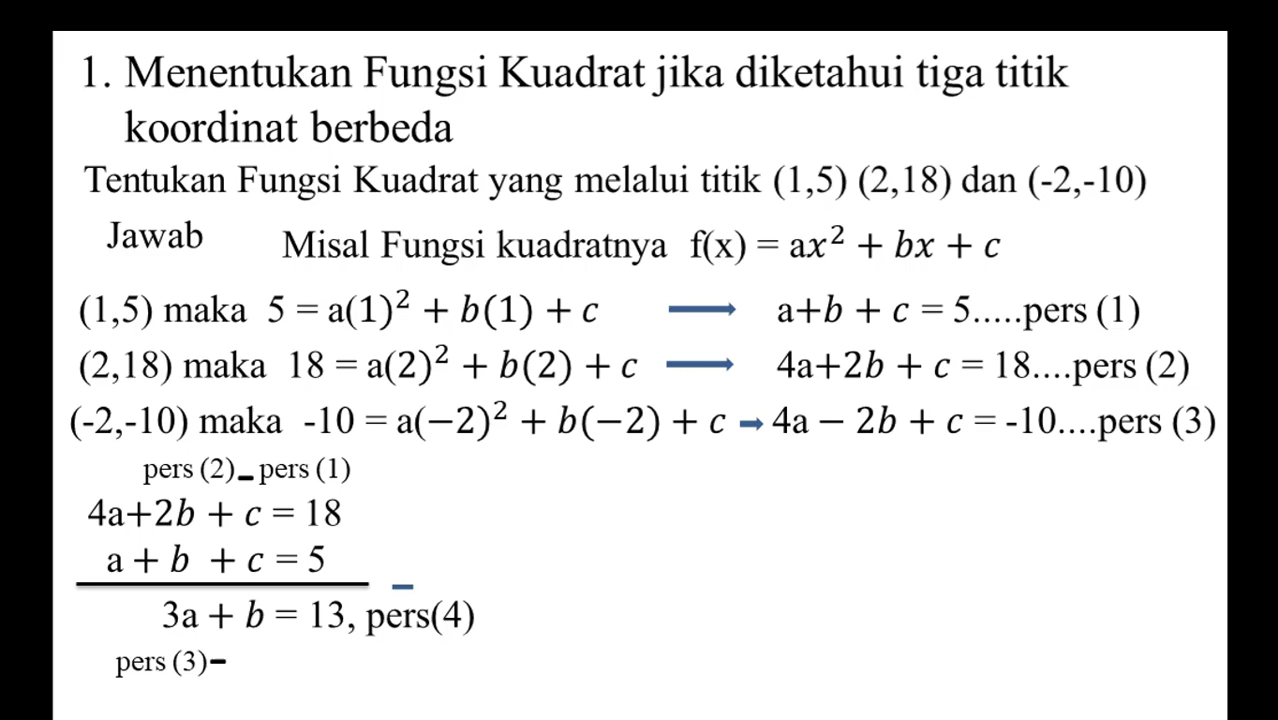 1. Menentukan Fungsi Kuadrat jika diketahui tiga titik
koordinat berbeda
Tentukan Fungsi Kuadrat yang melalui titik (1,5) (2,18) dan (-2,-10)
Jawab Misal Fungsi kuadratnya f(x) = ax² + bx + c
(1,5) maka 5 = a(1)² + b(1) + c → a+b + c = 5.....pers (1)
(2,18) maka 18 = a(2)² + b(2) + c → 4a+2b + c = 18....pers (2)
(-2,-10) maka -10 = a(−2)² + b(−2) + c → 4a − 2b + c = -10....pers (3)
pers (2)- pers (1)
4a+2b + c = 18
a + b + c = 5
−
3a + b = 13, pers(4)
pers (3)-